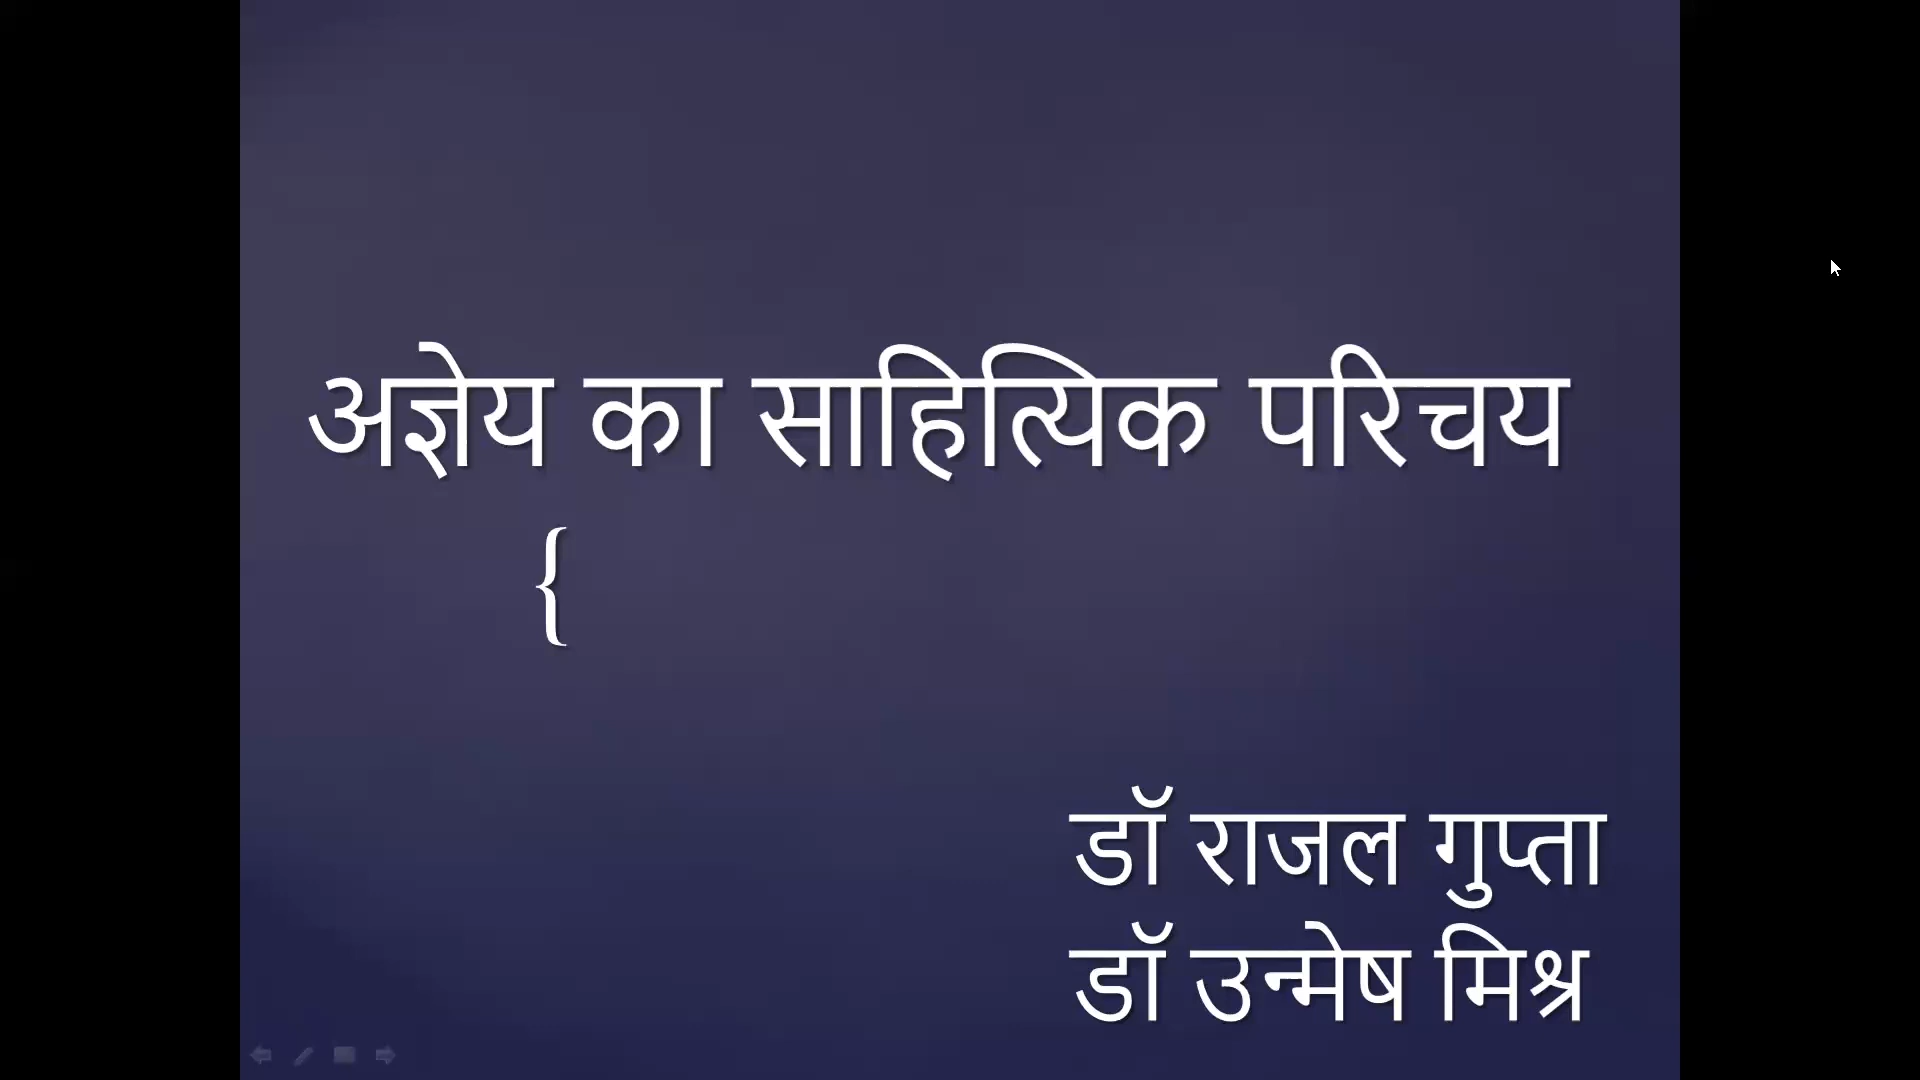 अज्ञेय का साहित्यिक परिचय
{
डॉ राजल गुप्ता
डॉ उन्मेष मिश्र